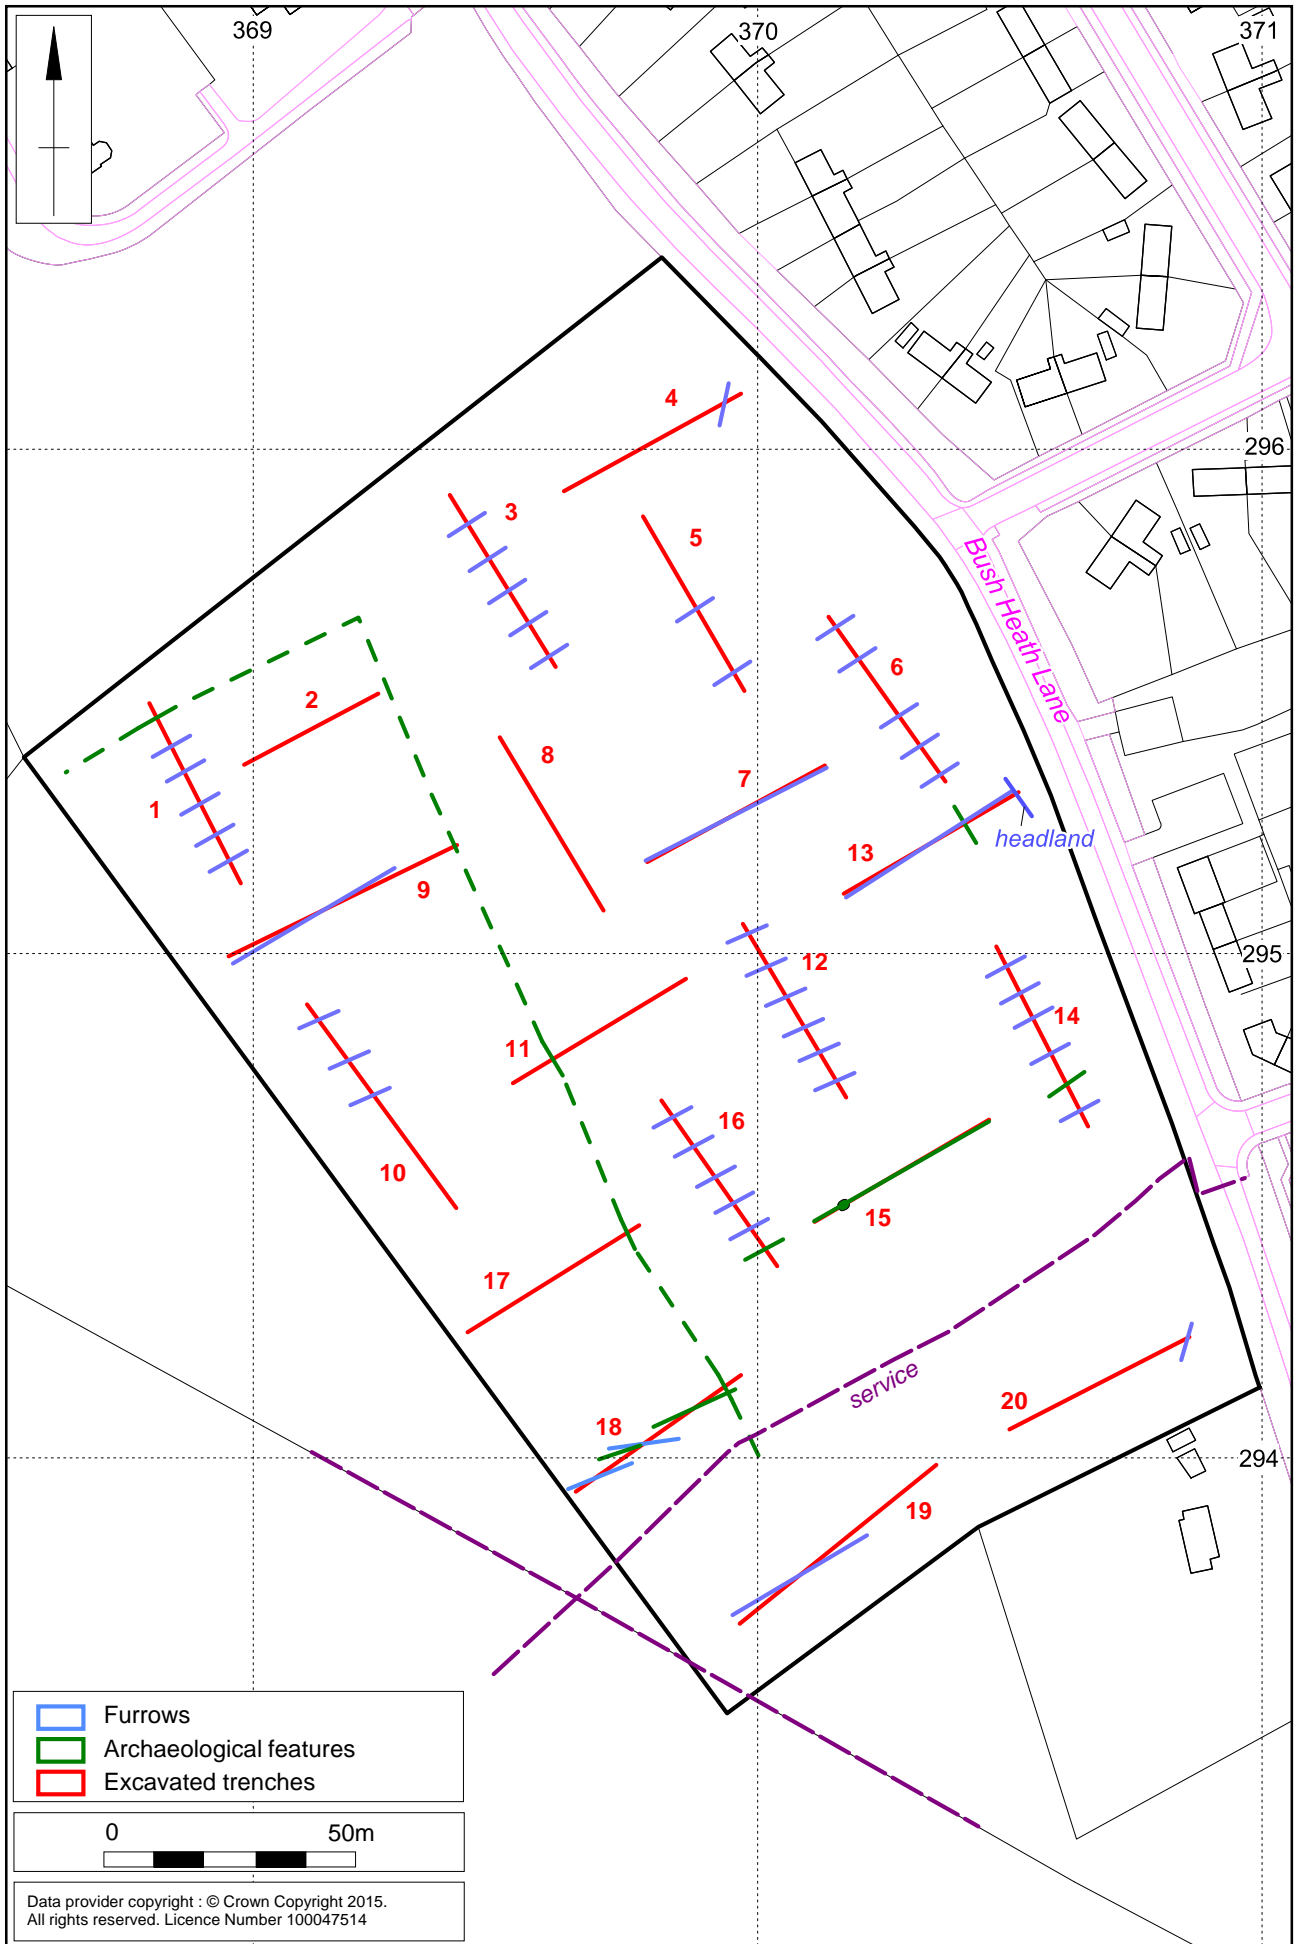 369
370
371
4
296
3
5
Bush Heath Lane
6
2
8
7
1
headland
13
9
12
295
14
11
16
10
15
17
service
20
18
294
19
Furrows
Archaeological features
Excavated trenches
0 50m
Data provider copyright : © Crown Copyright 2015.
All rights reserved. Licence Number 100047514